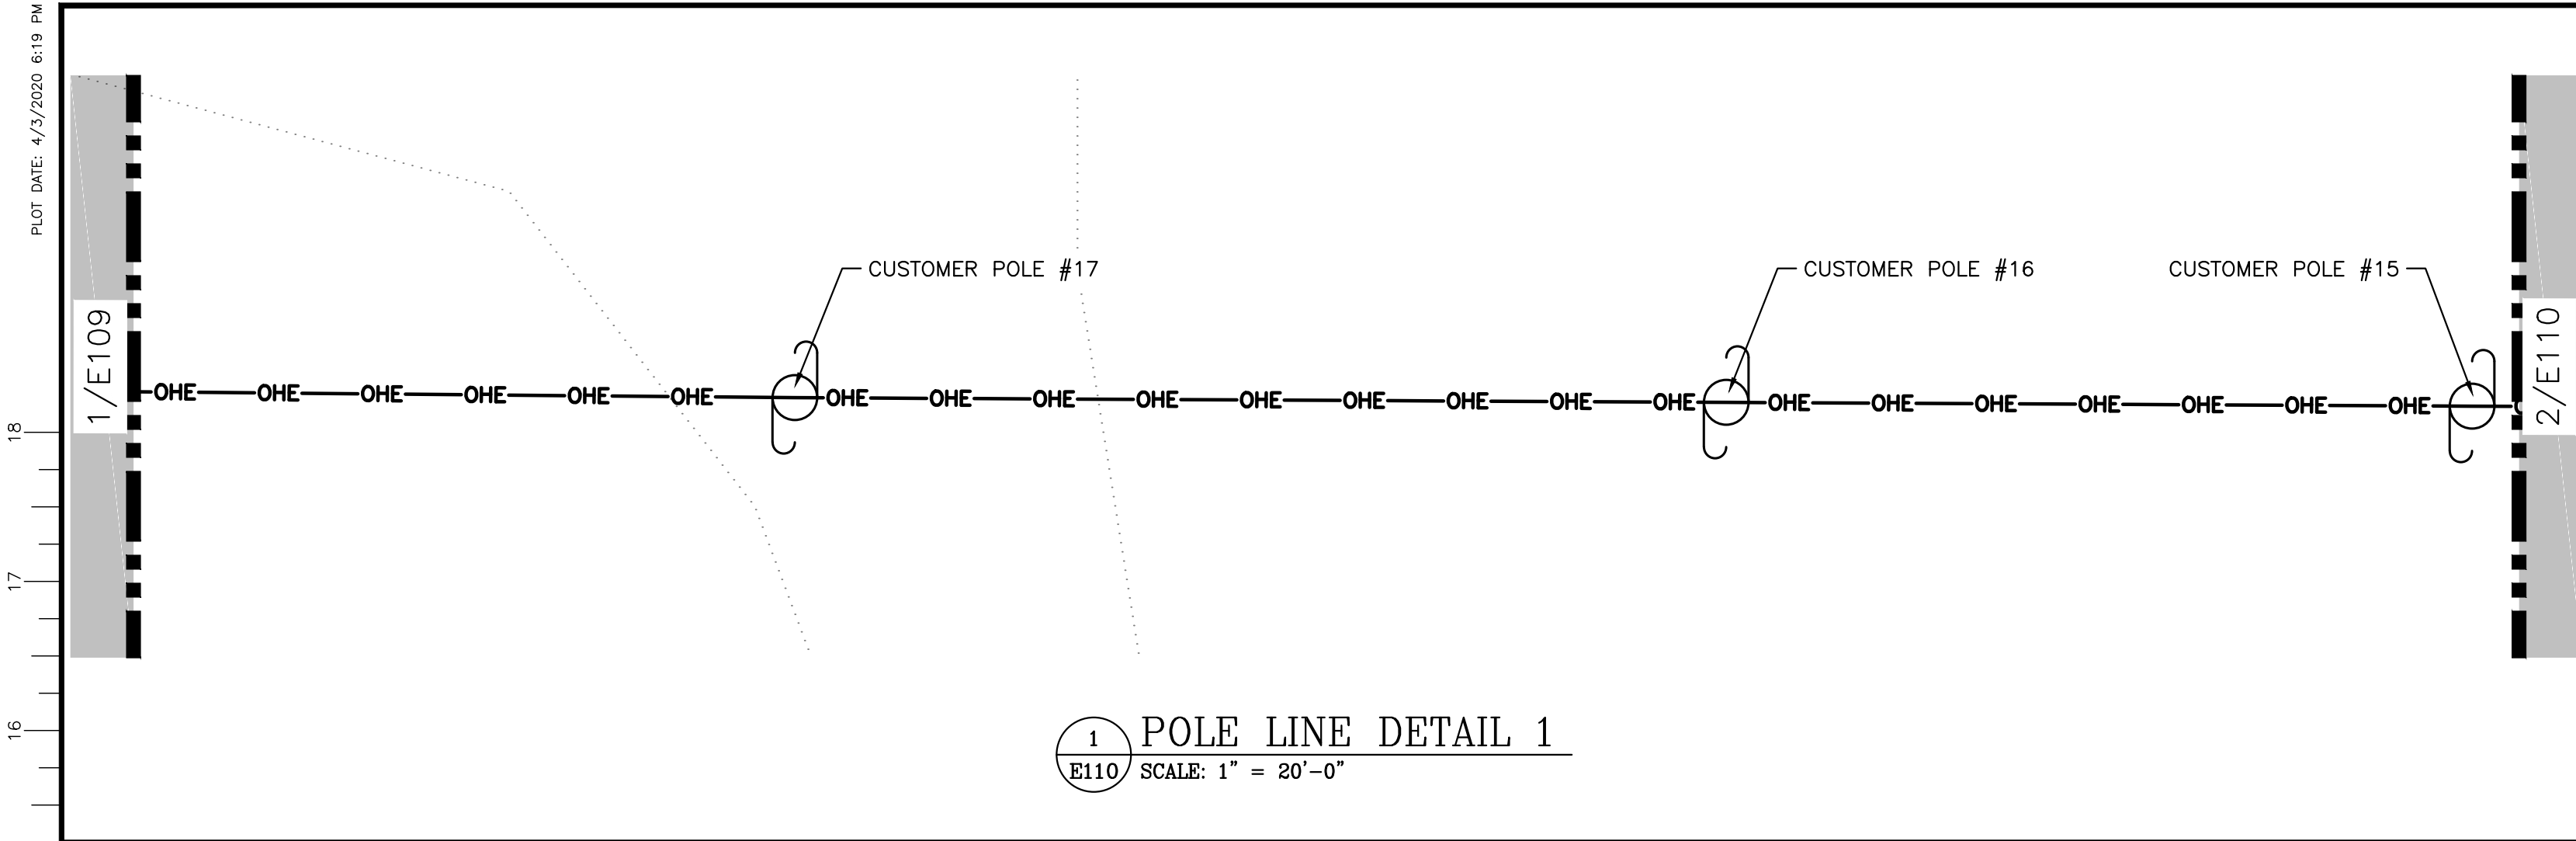 PLOT DATE: 4/3/2020 6:19 PM
CUSTOMER POLE #17
CUSTOMER POLE #16
CUSTOMER POLE #15
1/E109
2/E110
OHE OHE OHE OHE OHE OHE OHE OHE OHE OHE OHE OHE OHE OHE OHE OHE OHE OHE OHE OHE OHE OHE
18
17
16
1
E110
POLE LINE DETAIL 1
SCALE: 1" = 20'-0"